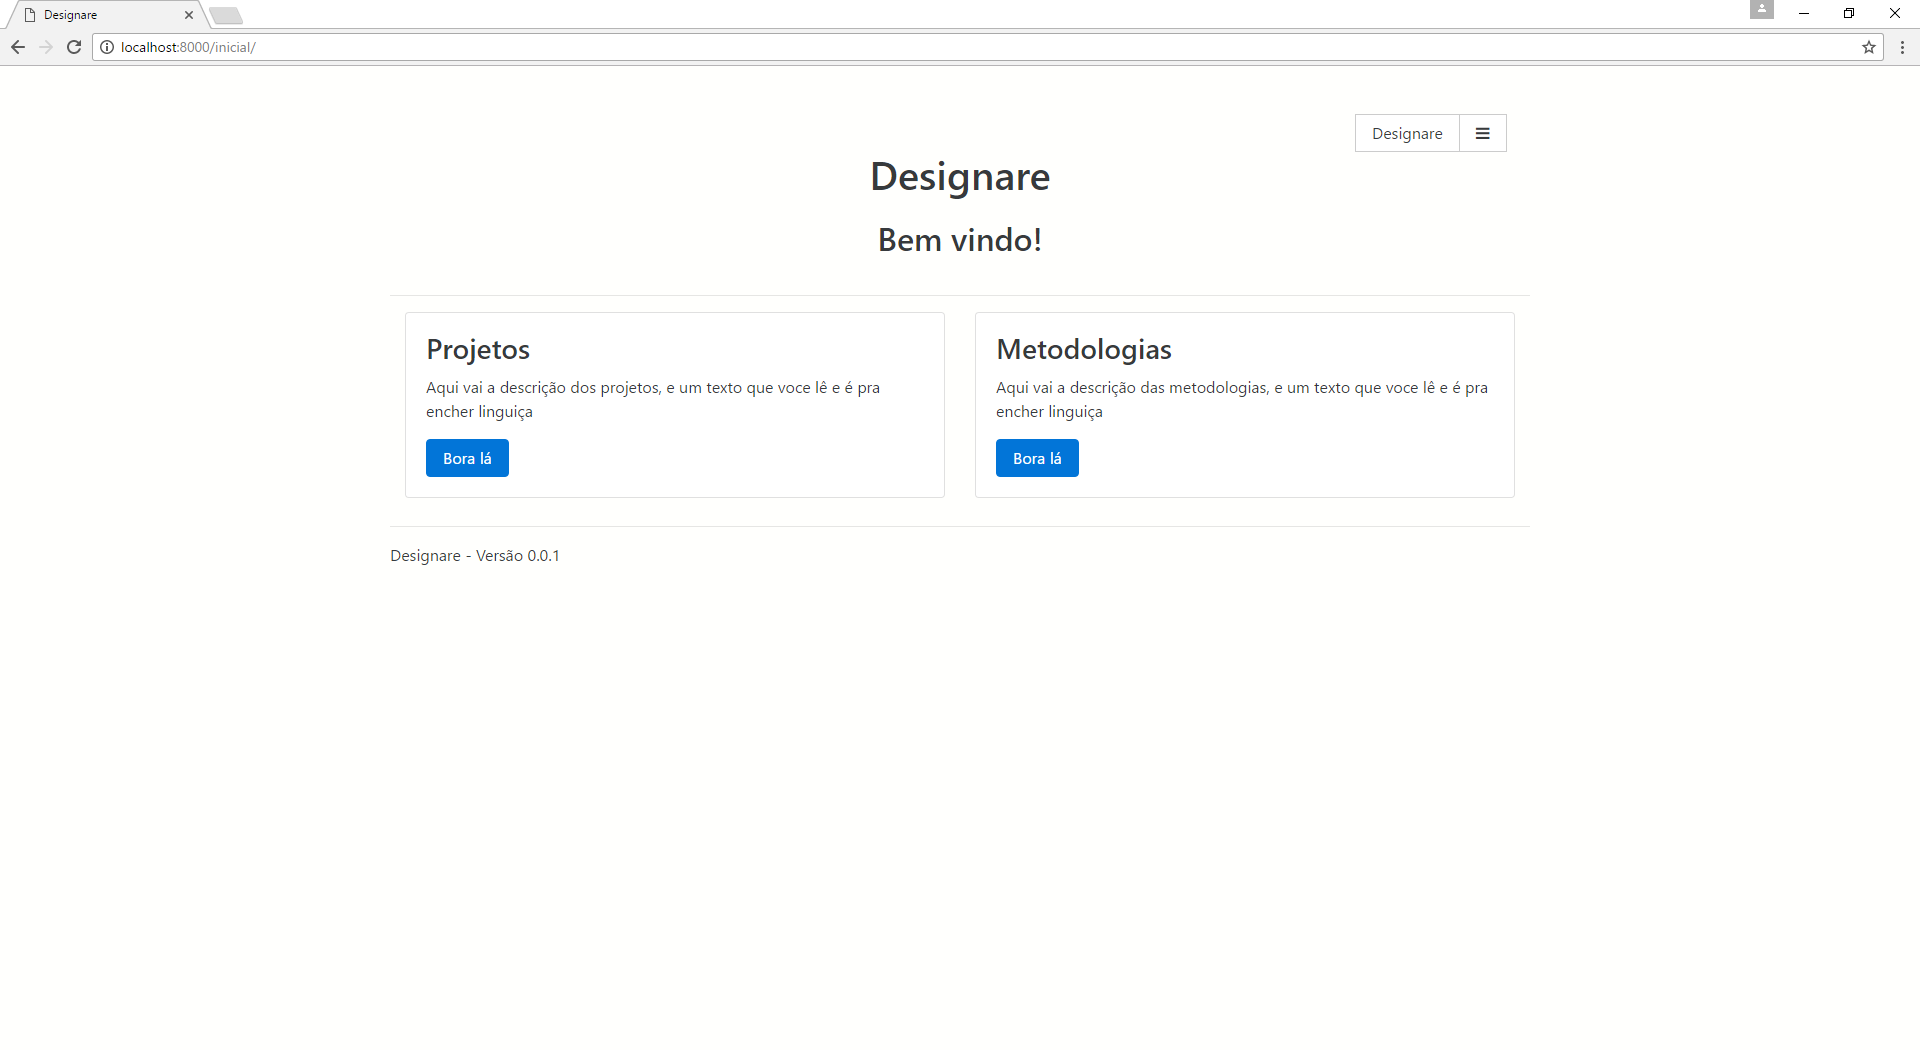 Designare
localhost:8000/inicial/
Designare
Designare
Bem vindo!
Projetos
Aqui vai a descrição dos projetos, e um texto que voce lê e é pra
encher linguiça
Bora lá
Metodologias
Aqui vai a descrição das metodologias, e um texto que voce lê e é pra
encher linguiça
Bora lá
Designare - Versão 0.0.1